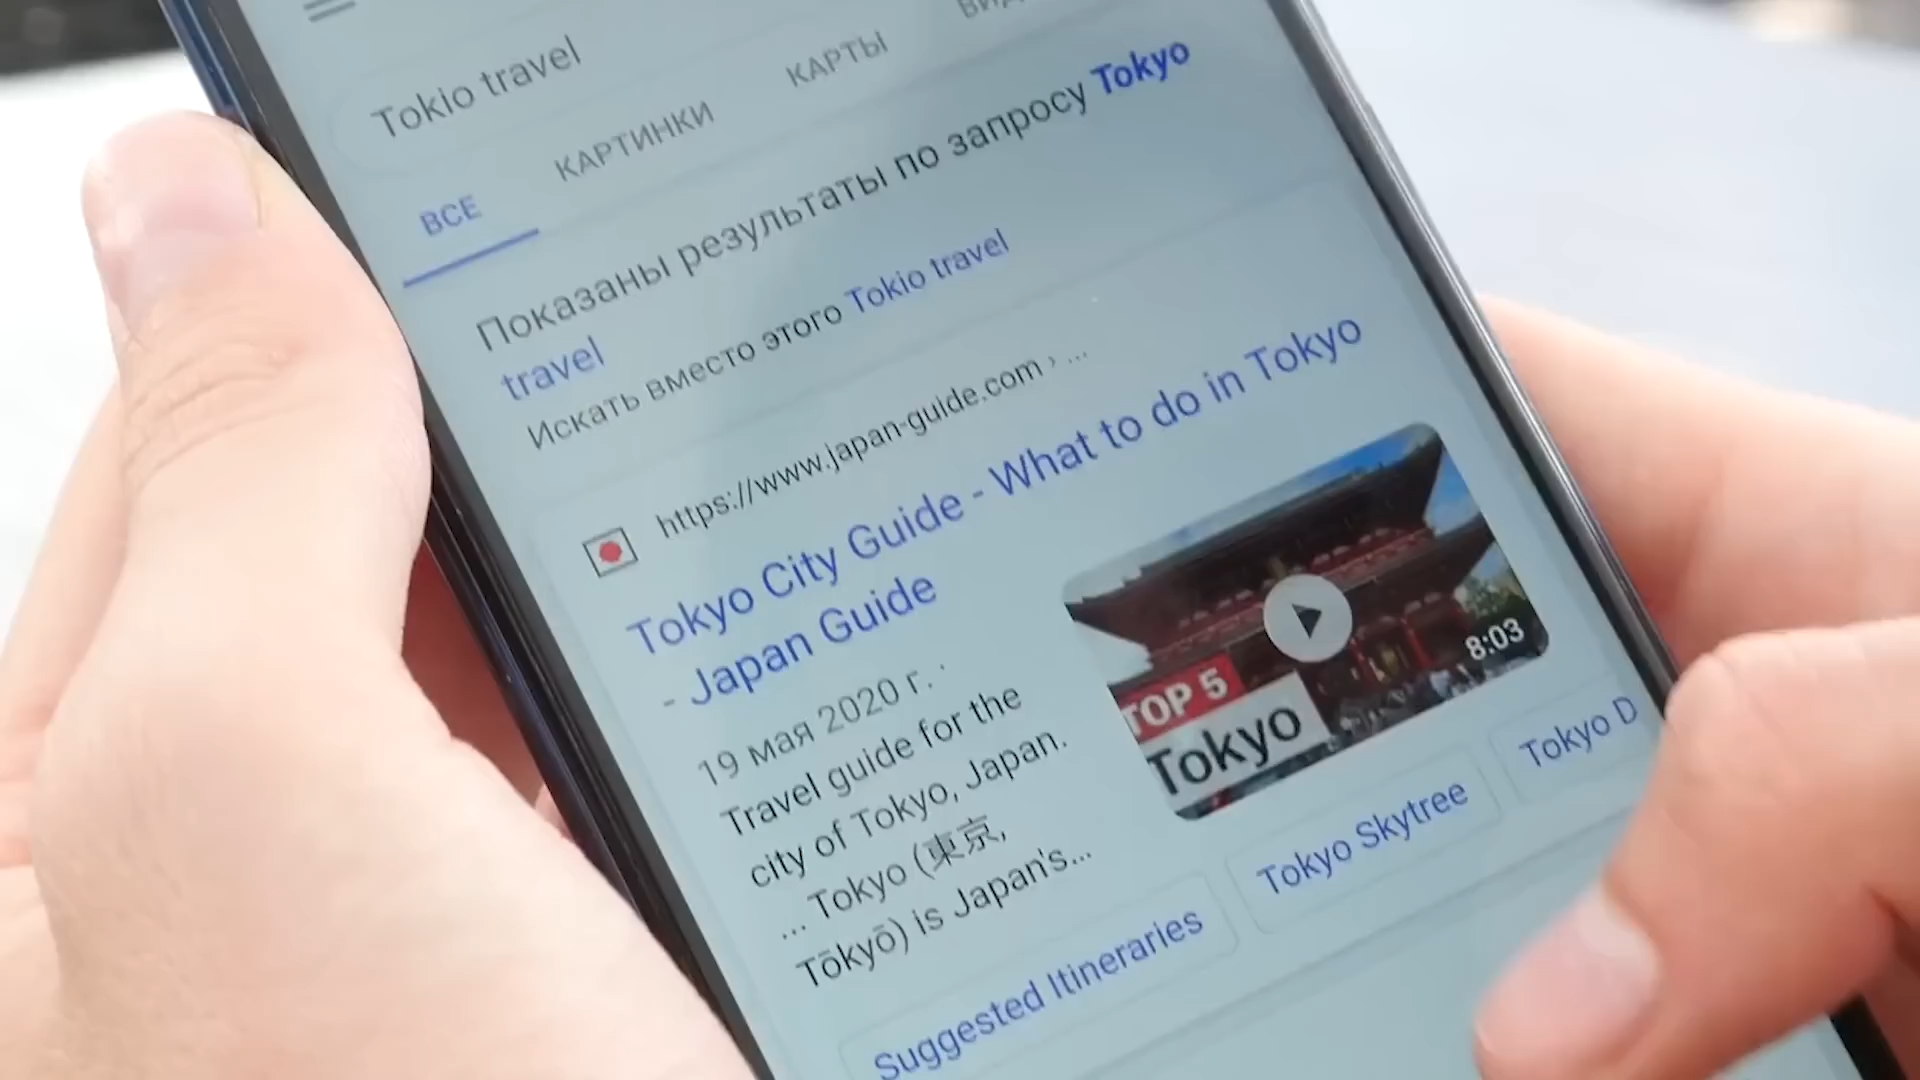 Tokio travel
ВСЕ КАРТИНКИ КАРТЫ
Показаны результаты по запросу Tokyo
travel
Искать вместо этого Tokio travel
https://www.japan-guide.com › ...
Tokyo City Guide - What to do in Tokyo
- Japan Guide
19 мая 2020 г. ·
Travel guide for the
city of Tokyo, Japan.
... Tokyo (東京,
Tōkyō) is Japan's...
8:03
TOP 5
Tokyo
Suggested Itineraries
Tokyo Skytree
Tokyo D